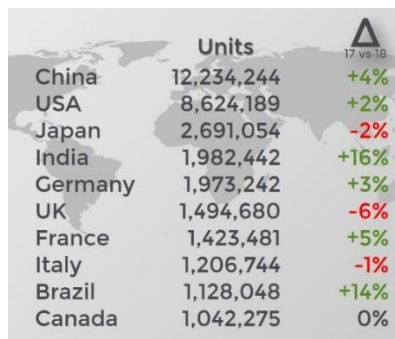 Units Δ
17 vs 18
China 12,234,244 +4%
USA 8,624,189 +2%
Japan 2,691,054 -2%
India 1,982,442 +16%
Germany 1,973,242 +3%
UK 1,494,680 -6%
France 1,423,481 +5%
Italy 1,206,744 -1%
Brazil 1,128,048 +14%
Canada 1,042,275 0%